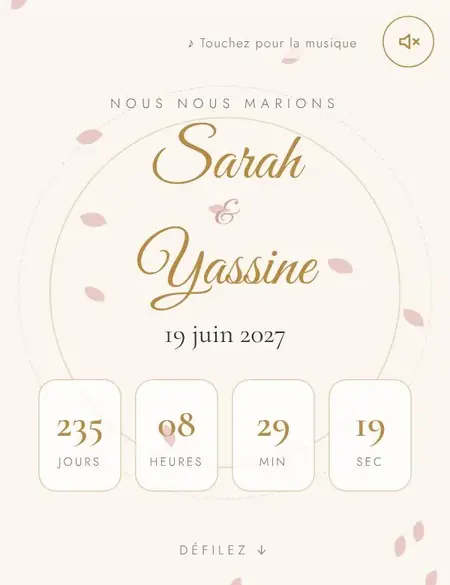 ♪ Touchez pour la musique
NOUS NOUS MARIONS
Sarah
&
Yassine
19 juin 2027
235 08 29 19
JOURS HEURES MIN SEC
DÉFILEZ ↓